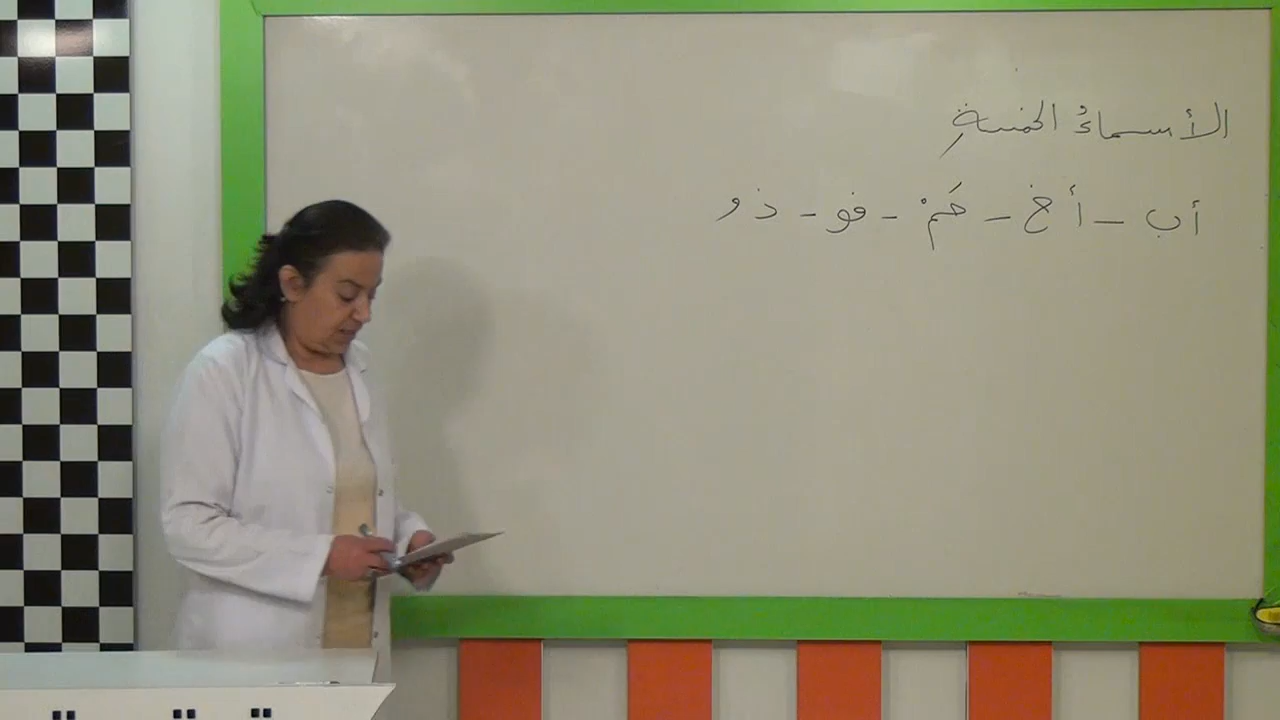 الأسماءُ الخمسةِ
أب - أخ - حَمْ - فو - ذو